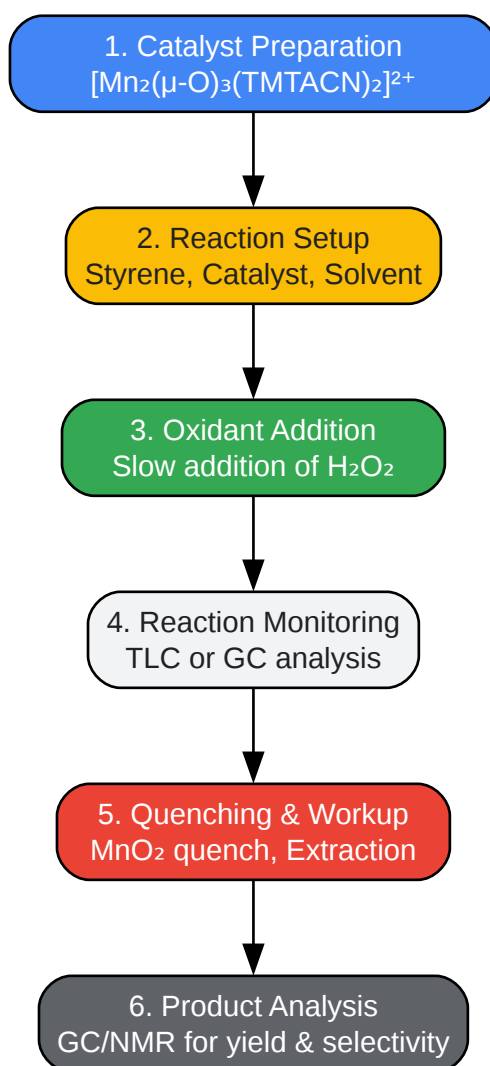 1. Catalyst Preparation
[Mn₂(μ-O)₃(TMTACN)₂]²⁺
2. Reaction Setup
Styrene, Catalyst, Solvent
3. Oxidant Addition
Slow addition of H₂O₂
4. Reaction Monitoring
TLC or GC analysis
5. Quenching & Workup
MnO₂ quench, Extraction
6. Product Analysis
GC/NMR for yield & selectivity